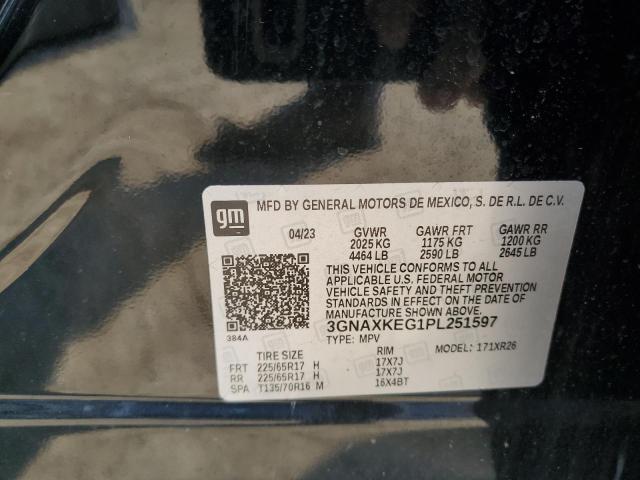 gm MFD BY GENERAL MOTORS DE MEXICO, S. DE R.L. DE C.V.
04/23 GVWR GAWR FRT GAWR RR
2025 KG 1175 KG 1200 KG
4464 LB 2590 LB 2645 LB
THIS VEHICLE CONFORMS TO ALL
APPLICABLE U.S. FEDERAL MOTOR
VEHICLE SAFETY AND THEFT PREVENTION
STANDARDS IN EFFECT ON THE DATE OF
MANUFACTURE SHOWN ABOVE.
3GNAXKEG1PL251597
384A TYPE: MPV MODEL: 171XR26
TIRE SIZE RIM
FRT 225/65R17 H 17X7J
RR 225/65R17 H 17X7J
SPA T135/70R16 M 16X4BT